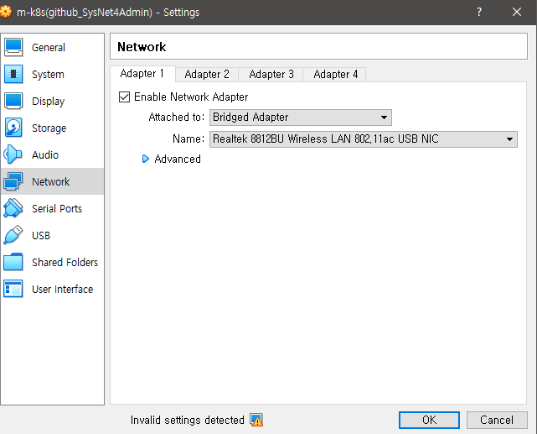 m-k8s(github_SysNet4Admin) - Settings
?
×
General
System
Display
Storage
Audio
Network
Serial Ports
USB
Shared Folders
User Interface
Network
Adapter 1 Adapter 2 Adapter 3 Adapter 4
Enable Network Adapter
Attached to: Bridged Adapter
Name: Realtek 8812BU Wireless LAN 802,11ac USB NIC
Advanced
Invalid settings detected
OK Cancel